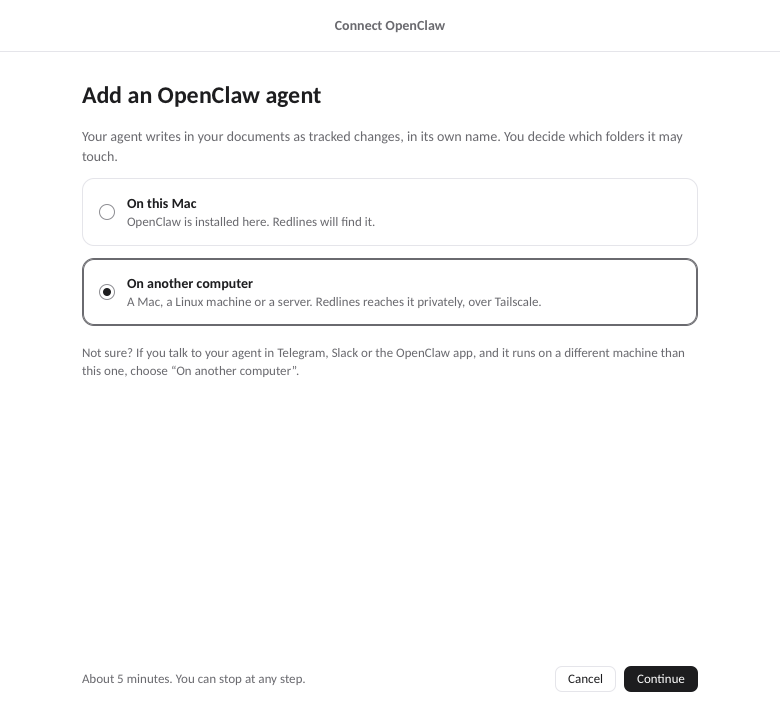 Connect OpenClaw
Add an OpenClaw agent
Your agent writes in your documents as tracked changes, in its own name. You decide which folders it may
touch.
On this Mac
OpenClaw is installed here. Redlines will find it.
On another computer
A Mac, a Linux machine or a server. Redlines reaches it privately, over Tailscale.
Not sure? If you talk to your agent in Telegram, Slack or the OpenClaw app, and it runs on a different machine than
this one, choose “On another computer”.
About 5 minutes. You can stop at any step.
Cancel
Continue